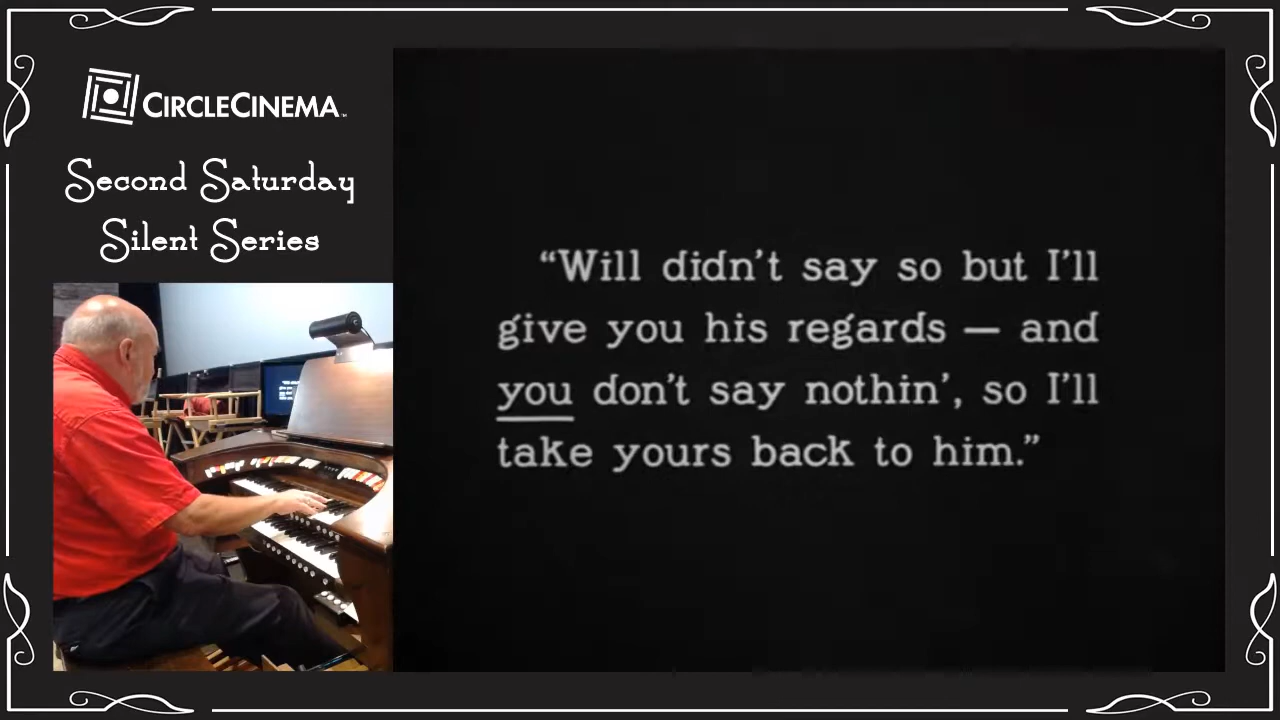 CIRCLECINEMA™
Second Saturday
Silent Series
“Will didn’t say so but I’ll
give you his regards — and
you don’t say nothin’, so I’ll
take yours back to him.”